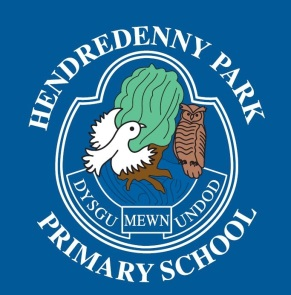 HENDREDENNY PARK
DYSGU MEWN UNDOD
PRIMARY SCHOOL